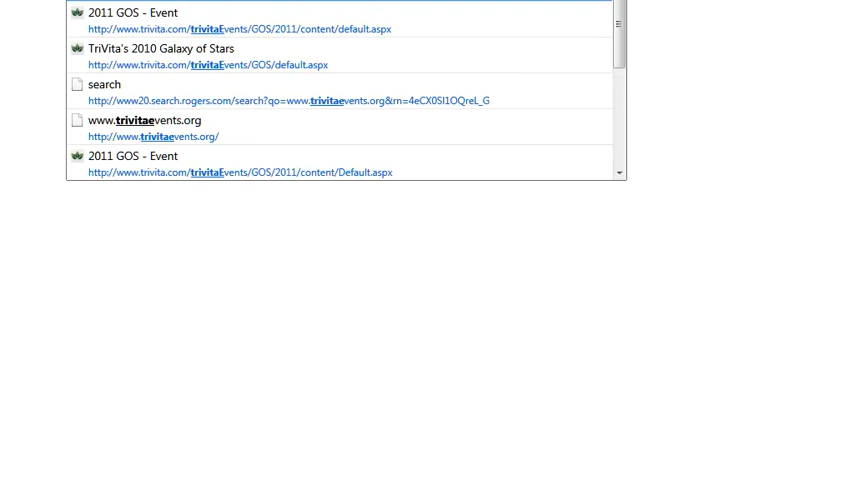 2011 GOS - Event
http://www.trivita.com/trivitaEvents/GOS/2011/content/default.aspx
TriVita's 2010 Galaxy of Stars
http://www.trivita.com/trivitaEvents/GOS/default.aspx
search
http://www20.search.rogers.com/search?qo=www.trivitaevents.org&rn=4eCX0SI1OQreL_G
www.trivitaevents.org
http://www.trivitaevents.org/
2011 GOS - Event
http://www.trivita.com/trivitaEvents/GOS/2011/content/Default.aspx